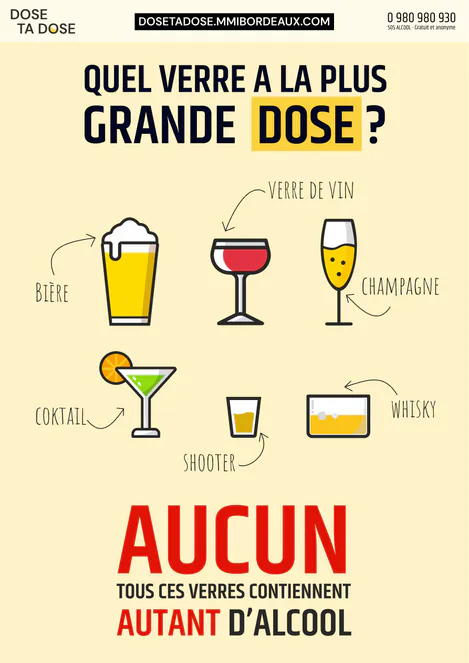 DOSE
TA DOSE
DOSETADOSE.MMIBORDEAUX.COM
0 980 980 930
SOS ALCOOL - Gratuit et anonyme
QUEL VERRE A LA PLUS
GRANDE DOSE ?
VERRE DE VIN
BIÈRE
CHAMPAGNE
COKTAIL
WHISKY
SHOOTER
AUCUN
TOUS CES VERRES CONTIENNENT
AUTANT D'ALCOOL